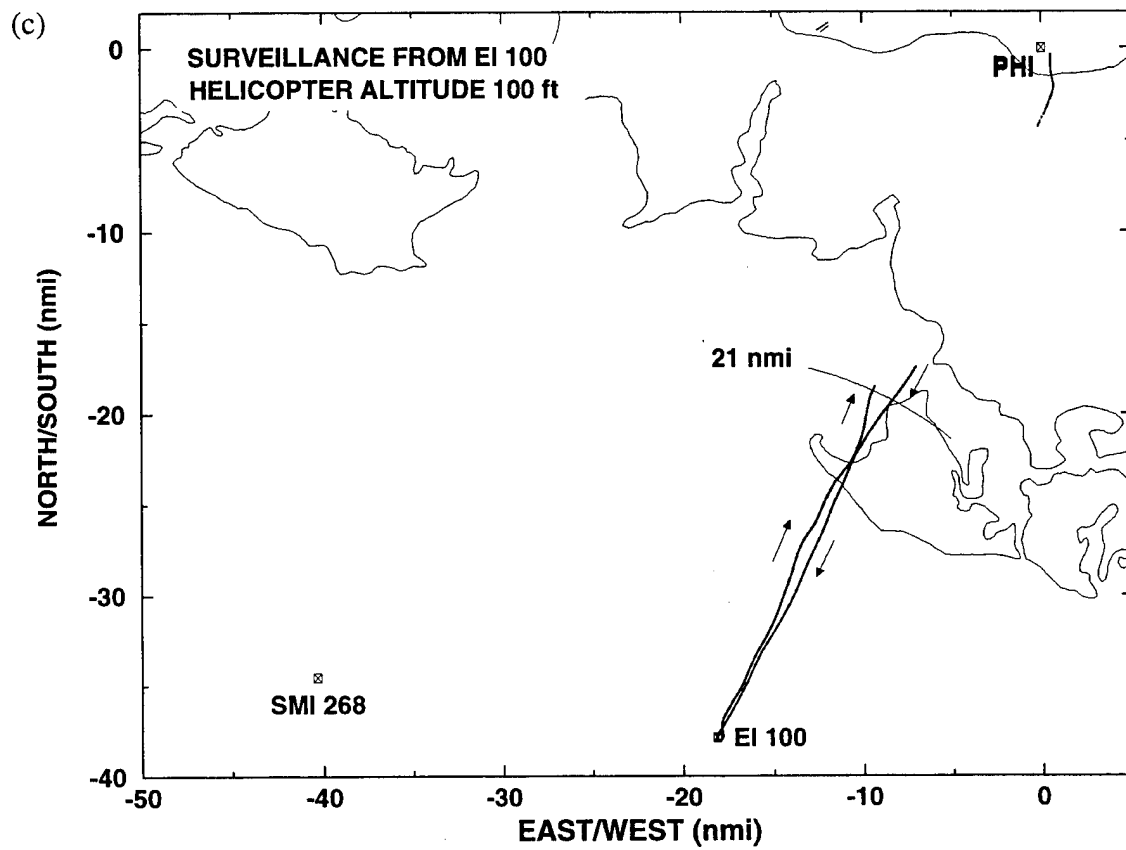 (c)
SURVEILLANCE FROM EI 100
HELICOPTER ALTITUDE 100 ft
PHI
21 nmi
SMI 268
EI 100
0
-10
-20
-30
-40
NORTH/SOUTH (nmi)
-50
-40
-30
-20
-10
0
EAST/WEST (nmi)